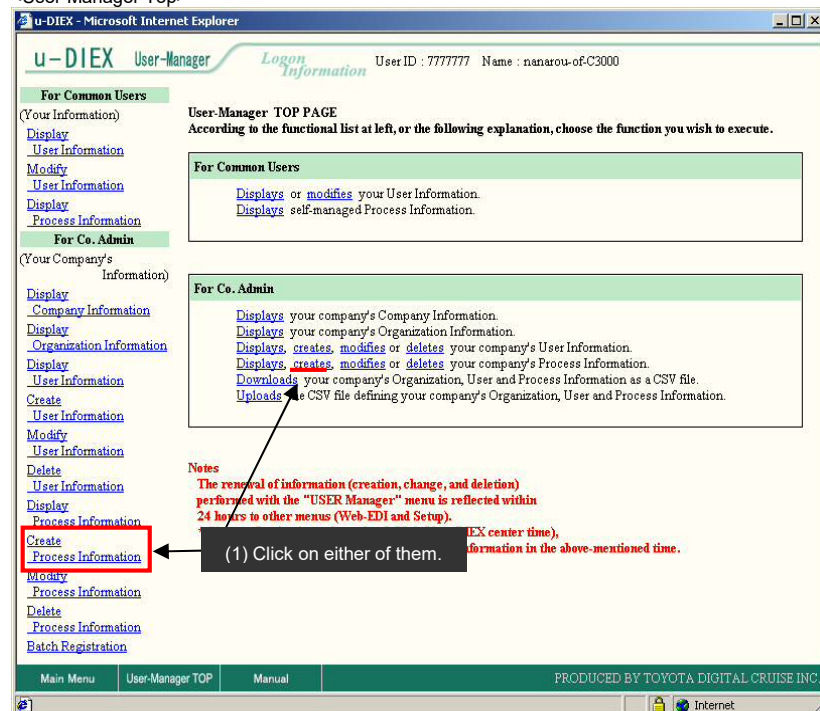 <User-Manager Top>
u-DIEX - Microsoft Internet Explorer
u-DIEX User-Manager
Logon Information
User ID : 7777777 Name : nanarou-of-C3000
For Common Users
(Your Information)
Display
User Information
Modify
User Information
Display
Process Information
For Co. Admin
(Your Company's
Information)
Display
Company Information
Display
Organization Information
Display
User Information
Create
User Information
Modify
User Information
Delete
User Information
Display
Process Information
Create
Process Information
Modify
Process Information
Delete
Process Information
Batch Registration
User-Manager TOP PAGE
According to the functional list at left, or the following explanation, choose the function you wish to execute.
For Common Users
Displays or modifies your User Information.
Displays self-managed Process Information.
For Co. Admin
Displays your company's Company Information.
Displays your company's Organization Information.
Displays, creates, modifies or deletes your company's User Information.
Displays, creates, modifies or deletes your company's Process Information.
Downloads your company's Organization, User and Process Information as a CSV file.
Uploads the CSV file defining your company's Organization, User and Process Information.
Notes
The renewal of information (creation, change, and deletion)
performed with the "USER Manager" menu is reflected within
24 hours to other menus (Web-EDI and Setup).
center time),
in the above-mentioned time.
(1) Click on either of them.
Main Menu User-Manager TOP Manual PRODUCED BY TOYOTA DIGITAL CRUISE INC.
Internet